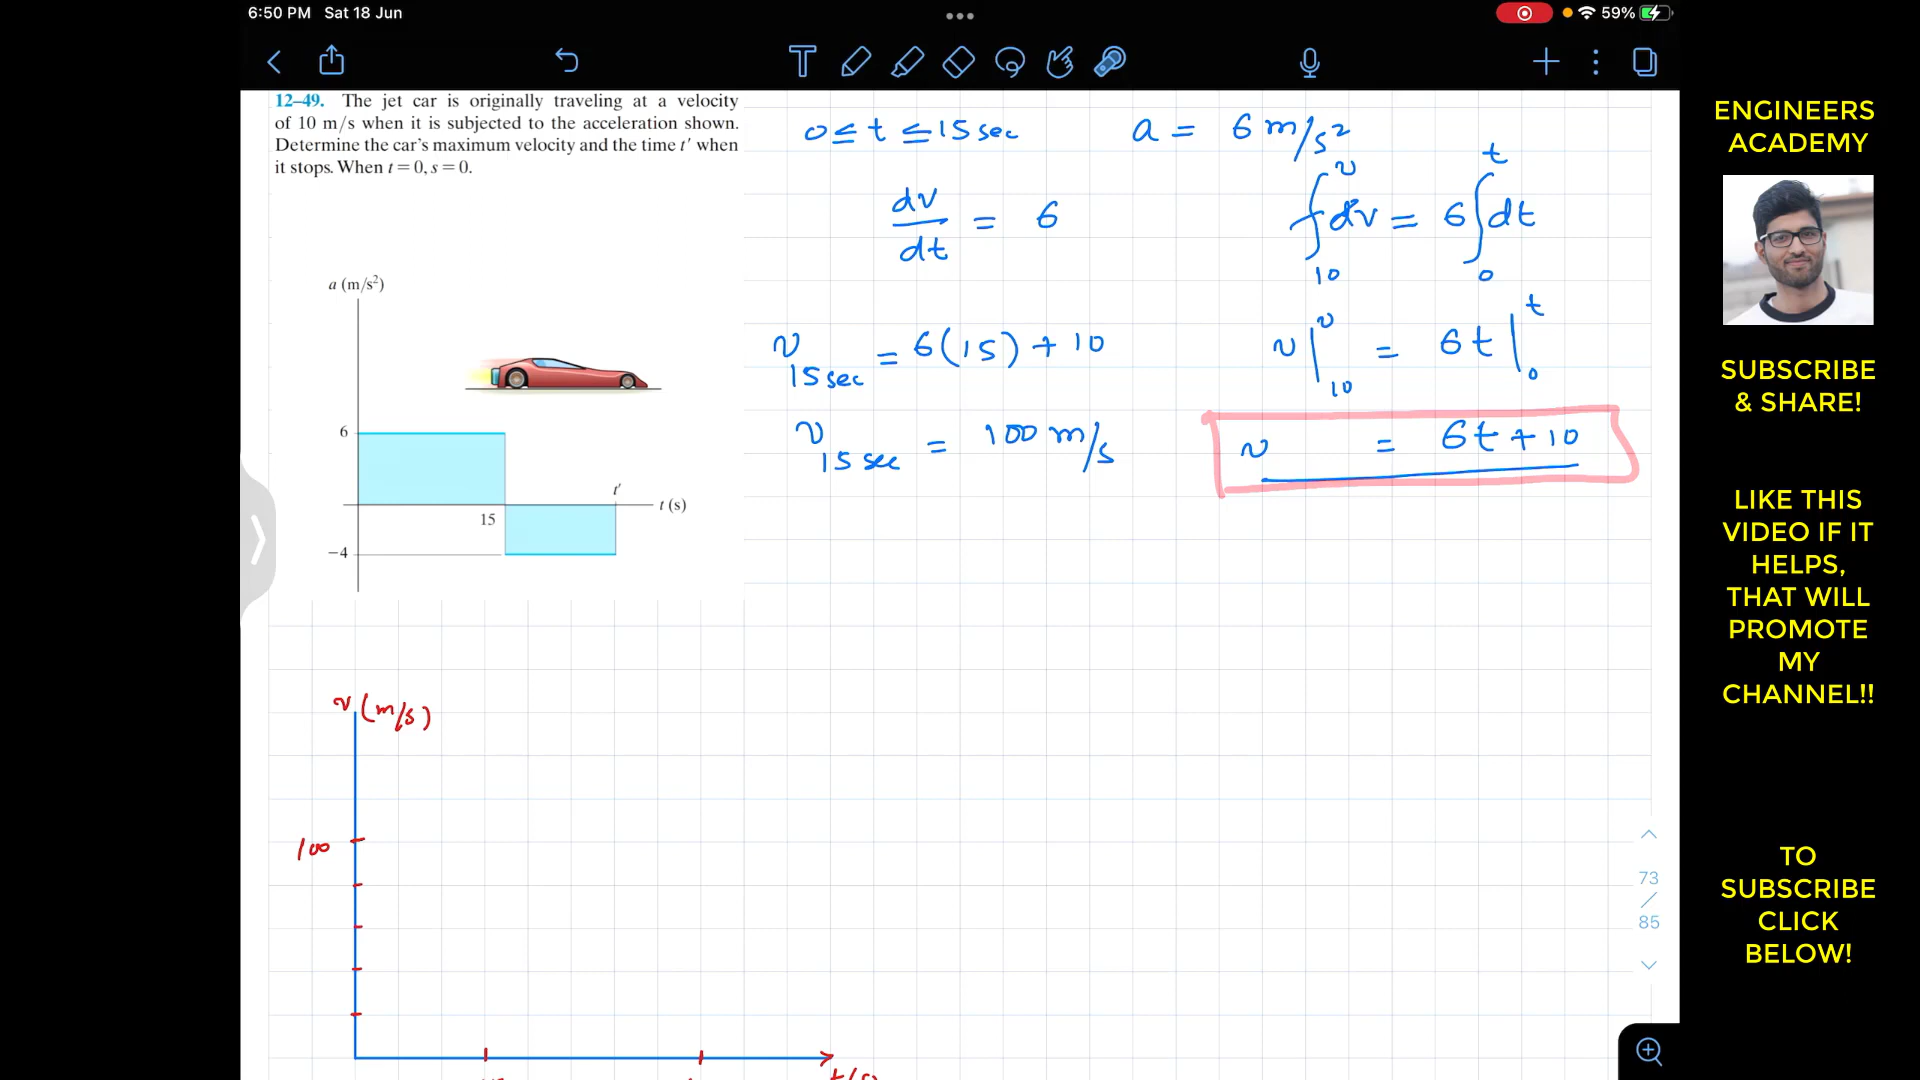 6:50 PM Sat 18 Jun
59%
12–49. The jet car is originally traveling at a velocity
of 10 m/s when it is subjected to the acceleration shown.
Determine the car's maximum velocity and the time t′ when
it stops. When t = 0, s = 0.
a (m/s²)
6
15
t′
t (s)
−4
0 ≤ t ≤ 15 sec
a = 6 m/s²
dv/dt = 6
∫₁₀ᵛ dv = 6 ∫₀ᵗ dt
v 15 sec = 6(15) + 10
v |₁₀ᵛ = 6t |₀ᵗ
v 15 sec = 100 m/s
v = 6t + 10
v (m/s)
100
73
/
85
ENGINEERS
ACADEMY
SUBSCRIBE
& SHARE!
LIKE THIS
VIDEO IF IT
HELPS,
THAT WILL
PROMOTE
MY
CHANNEL!!
TO
SUBSCRIBE
CLICK
BELOW!